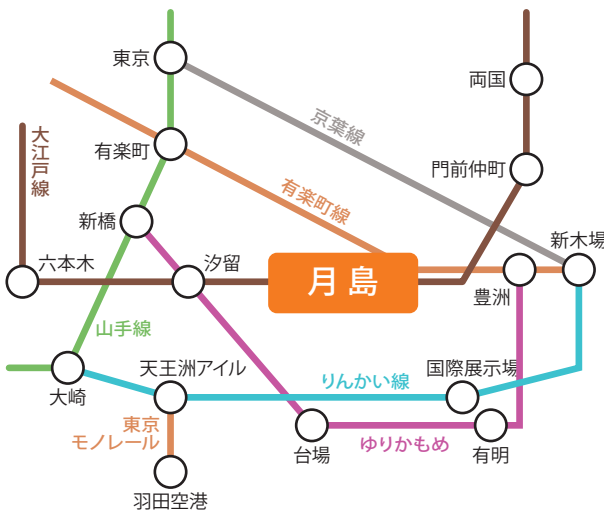 東京
両国
京葉線
大江戸線
有楽町
門前仲町
有楽町線
新橋
新木場
六本木
汐留
月島
豊洲
山手線
大崎
天王洲アイル
りんかい線
国際展示場
東京
モノレール
台場
ゆりかもめ
有明
羽田空港